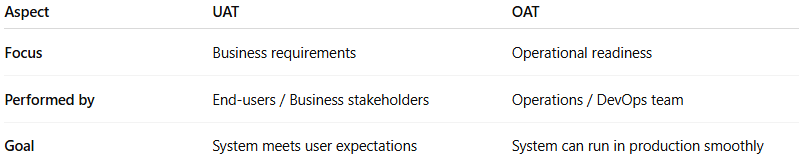 Aspect UAT OAT
Focus Business requirements Operational readiness
Performed by End-users / Business stakeholders Operations / DevOps team
Goal System meets user expectations System can run in production smoothly